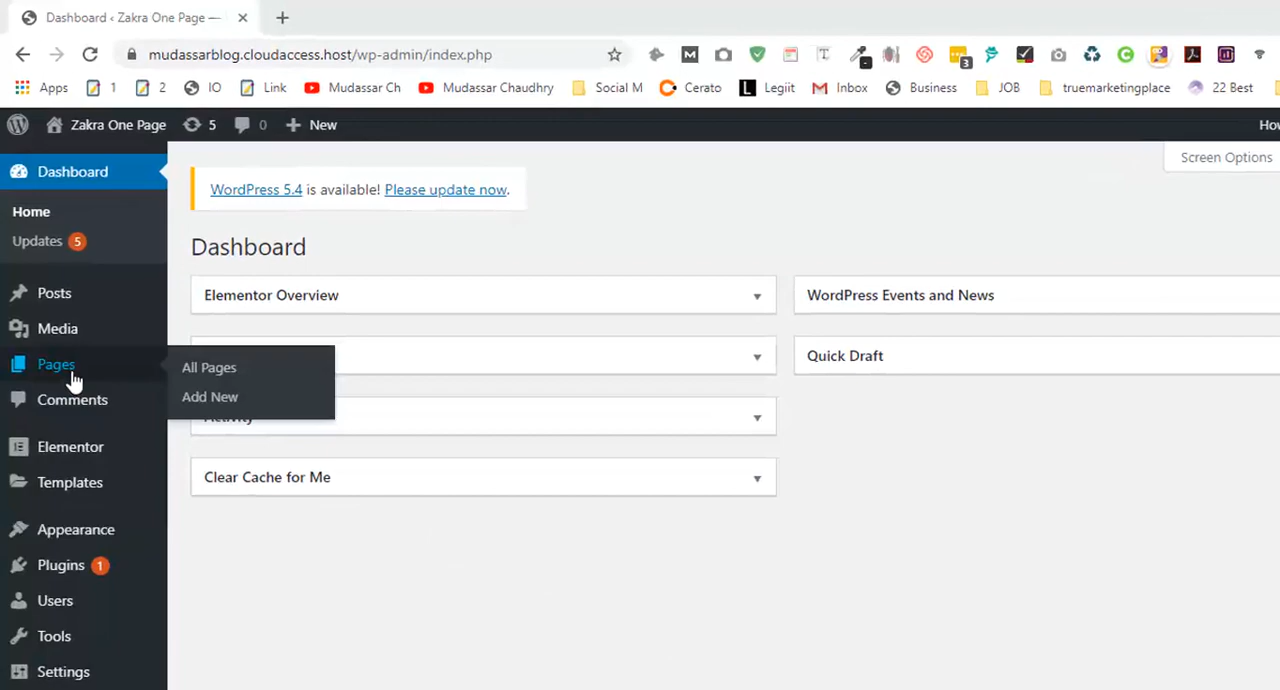 Dashboard ‹ Zakra One Page —
mudassarblog.cloudaccess.host/wp-admin/index.php
3
Apps 1 2 IO Link Mudassar Ch Mudassar Chaudhry Social M Cerato Legiit Inbox Business JOB truemarketingplace 22 Best
Zakra One Page 5 0 New
Dashboard
Screen Options
Home
WordPress 5.4 is available! Please update now.
Updates 5
Dashboard
Posts
Elementor Overview
WordPress Events and News
Media
Pages
All Pages
Quick Draft
Add New
Comments
Activity
Elementor
Clear Cache for Me
Templates
Appearance
Plugins 1
Users
Tools
Settings